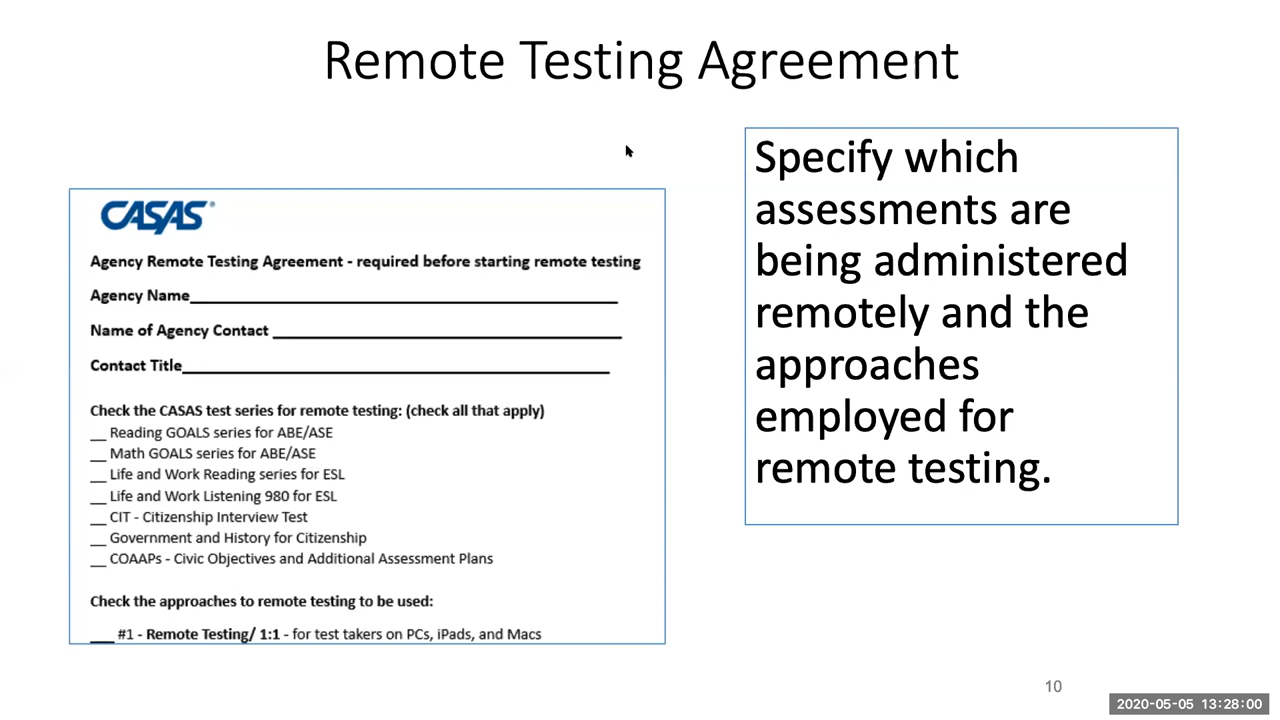 Remote Testing Agreement
CASAS®
Agency Remote Testing Agreement - required before starting remote testing
Agency Name
Name of Agency Contact
Contact Title
Check the CASAS test series for remote testing: (check all that apply)
__ Reading GOALS series for ABE/ASE
__ Math GOALS series for ABE/ASE
__ Life and Work Reading series for ESL
__ Life and Work Listening 980 for ESL
__ CIT - Citizenship Interview Test
__ Government and History for Citizenship
__ COAAPs - Civic Objectives and Additional Assessment Plans
Check the approaches to remote testing to be used:
___ #1 - Remote Testing/ 1:1 - for test takers on PCs, iPads, and Macs
Specify which
assessments are
being administered
remotely and the
approaches
employed for
remote testing.
10
2020-05-05 13:28:00